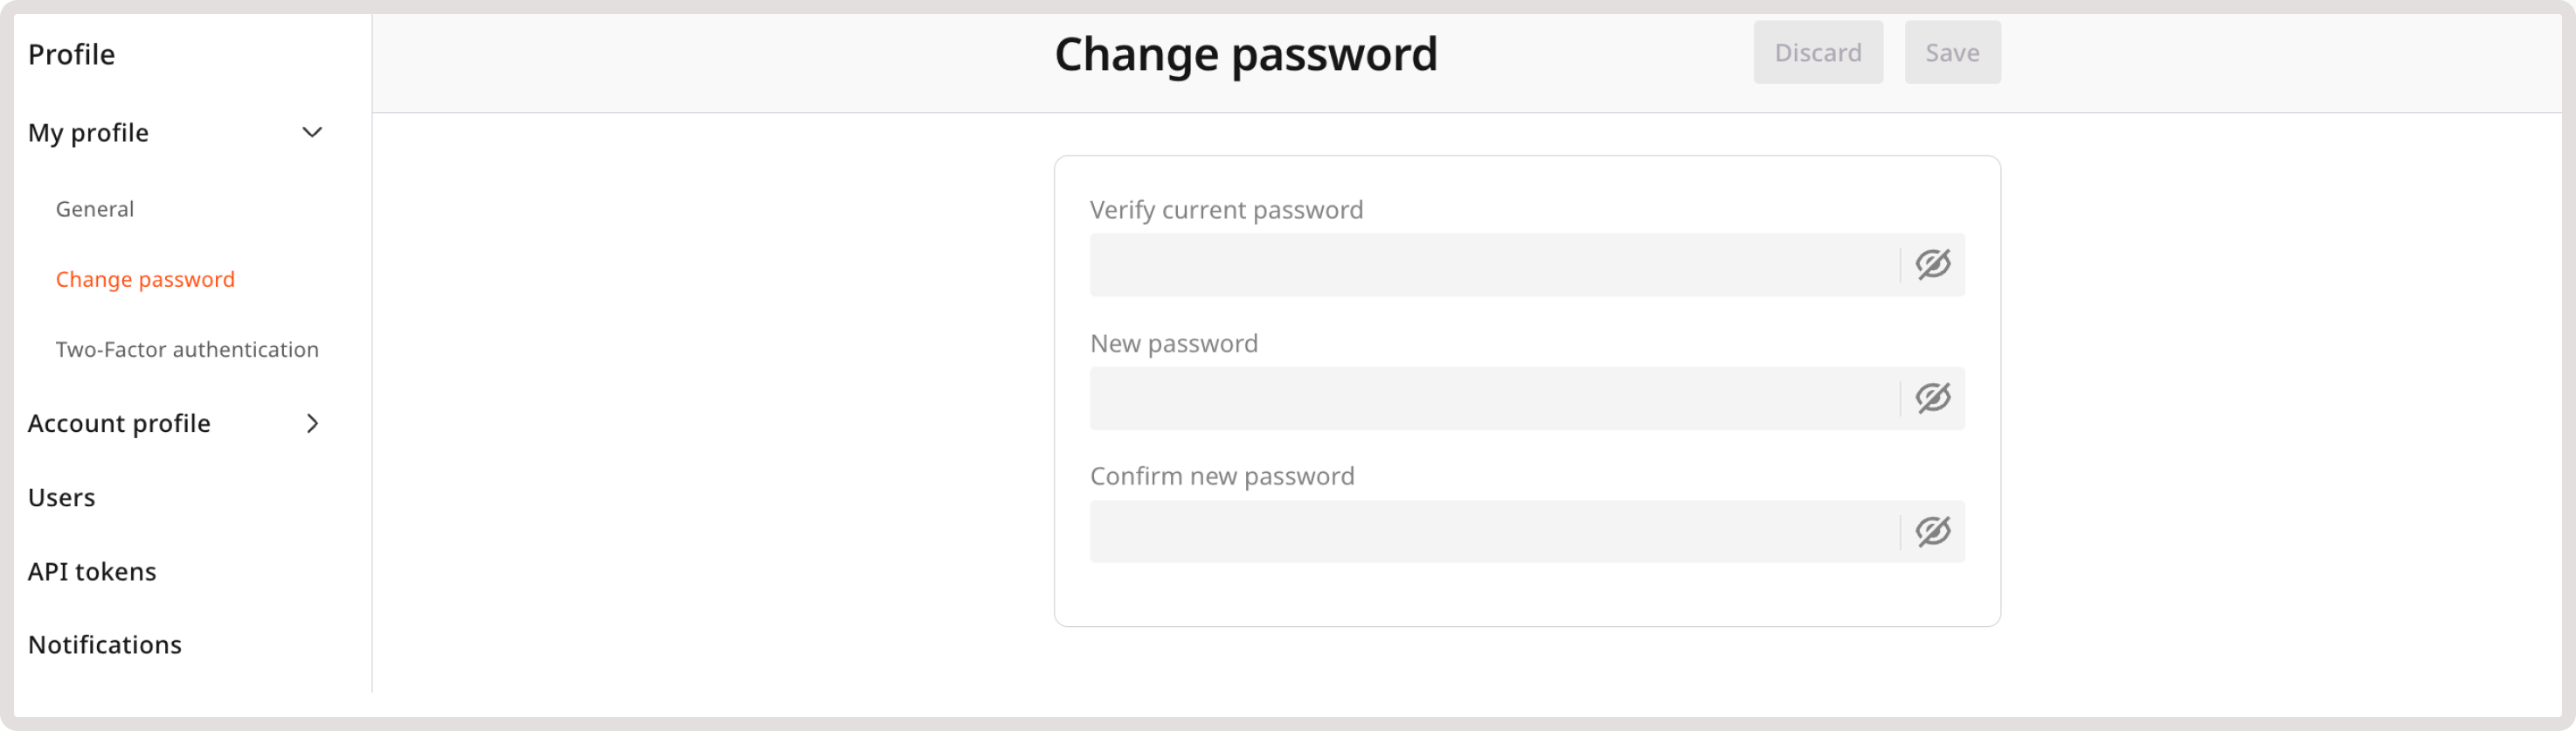 Profile
My profile
General
Change password
Two-Factor authentication
Account profile
Users
API tokens
Notifications
Change password
Discard
Save
Verify current password
New password
Confirm new password